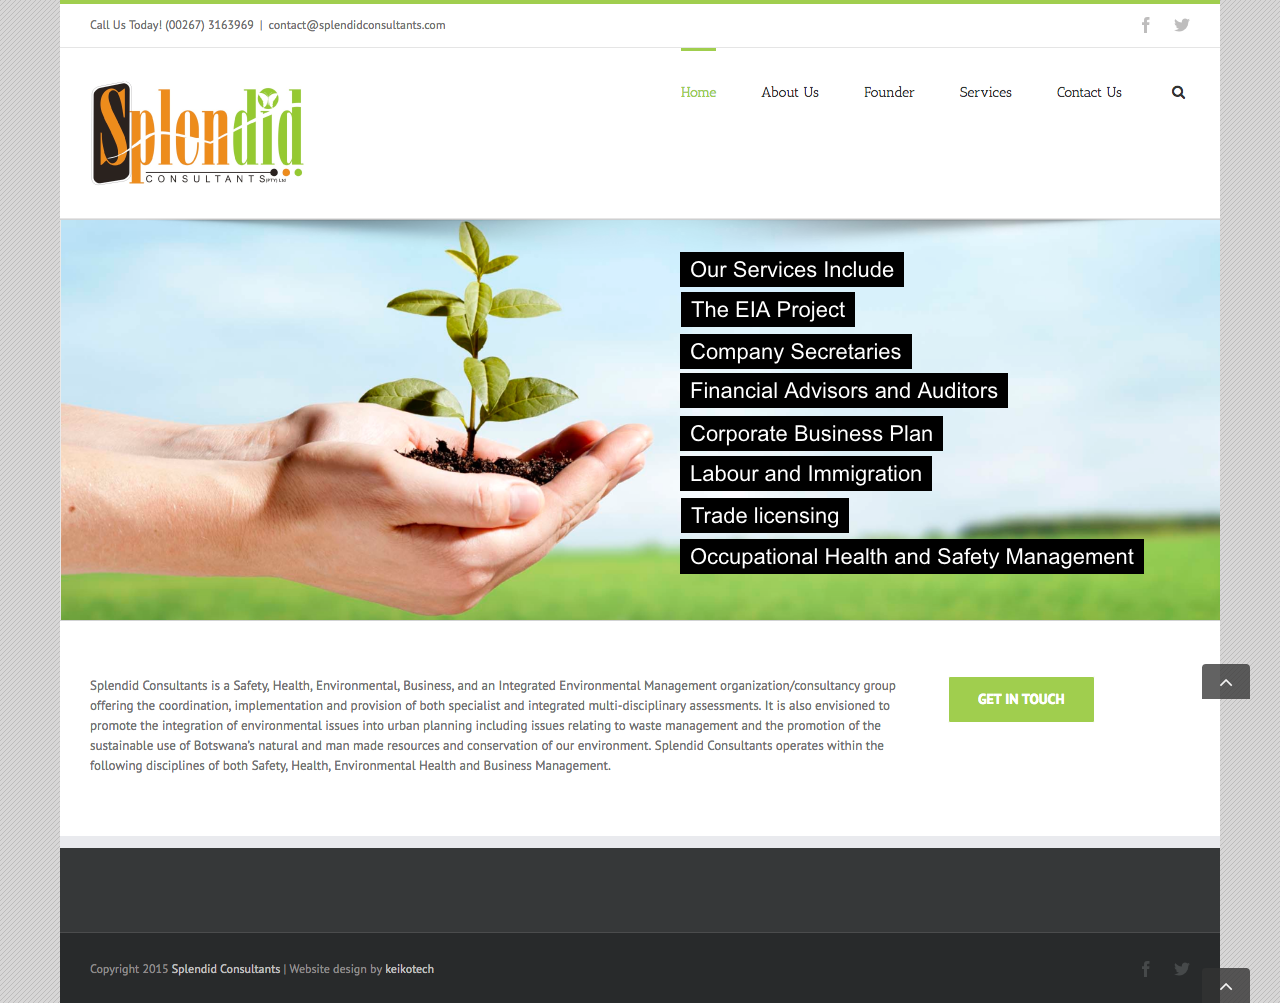 Call Us Today! (00267) 3163969 | contact@splendidconsultants.com
Home About Us Founder Services Contact Us
Splendid
CONSULTANTS (PTY) Ltd
Our Services Include
The EIA Project
Company Secretaries
Financial Advisors and Auditors
Corporate Business Plan
Labour and Immigration
Trade licensing
Occupational Health and Safety Management
Splendid Consultants is a Safety, Health, Environmental, Business, and an Integrated Environmental Management organization/consultancy group
offering the coordination, implementation and provision of both specialist and integrated multi-disciplinary assessments. It is also envisioned to
promote the integration of environmental issues into urban planning including issues relating to waste management and the promotion of the
sustainable use of Botswana's natural and man made resources and conservation of our environment. Splendid Consultants operates within the
following disciplines of both Safety, Health, Environmental Health and Business Management.
GET IN TOUCH
Copyright 2015 Splendid Consultants | Website design by keikotech